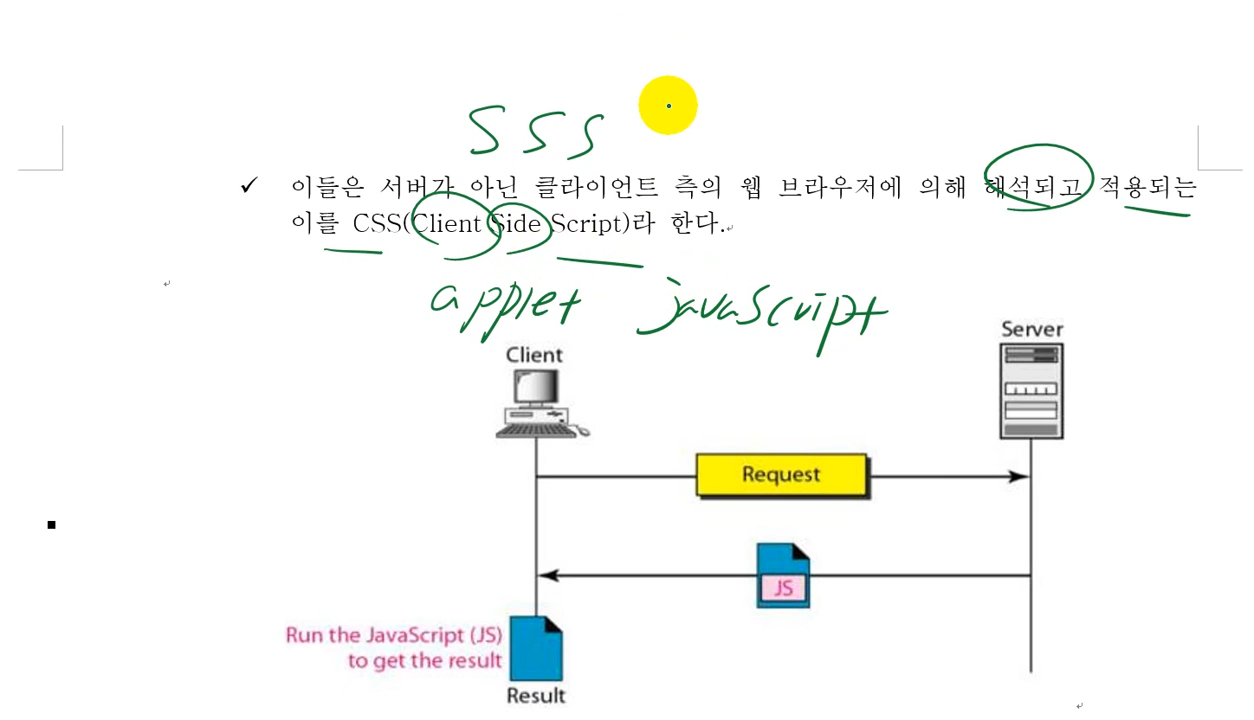 SSS
✓ 이들은 서버가 아닌 클라이언트 측의 웹 브라우저에 의해 해석되고 적용되는
이를 CSS(Client Side Script)라 한다.
applet javascript
Server
Client
Request
JS
Run the JavaScript (JS)
to get the result
Result